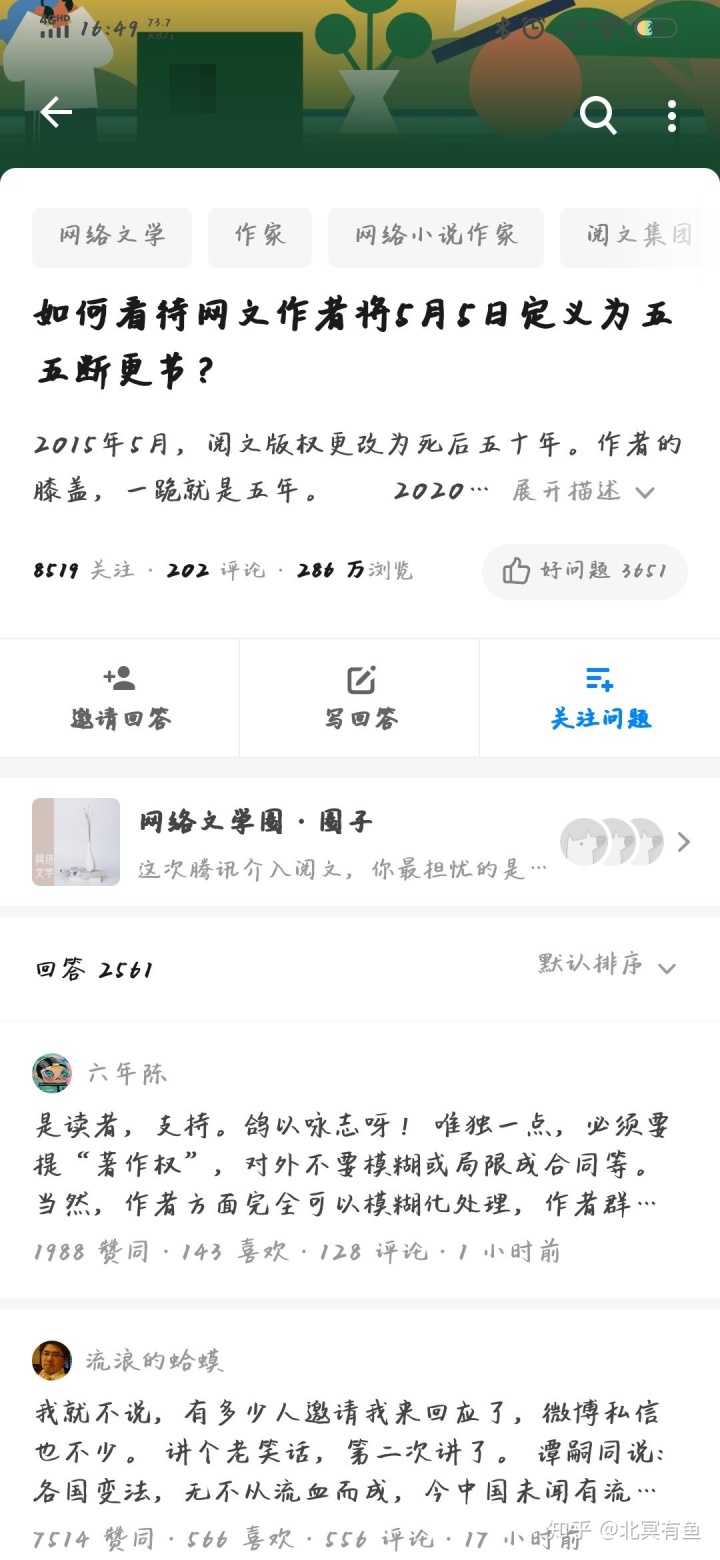 4GHD 16:49 73.7 KB/s
网络文学 作家 网络小说作家 阅文集团
如何看待网文作者将5月5日定义为五
五断更节？
2015年5月，阅文版权更改为死后五十年。作者的
膝盖，一跪就是五年。 2020… 展开描述
8519 关注 · 202 评论 · 286 万浏览
好问题 3651
邀请回答 写回答 关注问题
网络文学圈 · 圈子
这次腾讯介入阅文，你最担忧的是…
回答 2561 默认排序
六年陈
是读者，支持。鸽以咏志呀！ 唯独一点，必须要
提“著作权”，对外不要模糊或局限成合同等。
当然，作者方面完全可以模糊化处理，作者群…
1988 赞同 · 143 喜欢 · 128 评论 · 1 小时前
流浪的蛤蟆
我就不说，有多少人邀请我来回应了，微博私信
也不少。 讲个老笑话，第二次讲了。 谭嗣同说：
各国变法，无不从流血而成，今中国未闻有流…
7514 赞同 · 566 喜欢 · 556 评论 · 17 小时前
知乎 @北冥有鱼